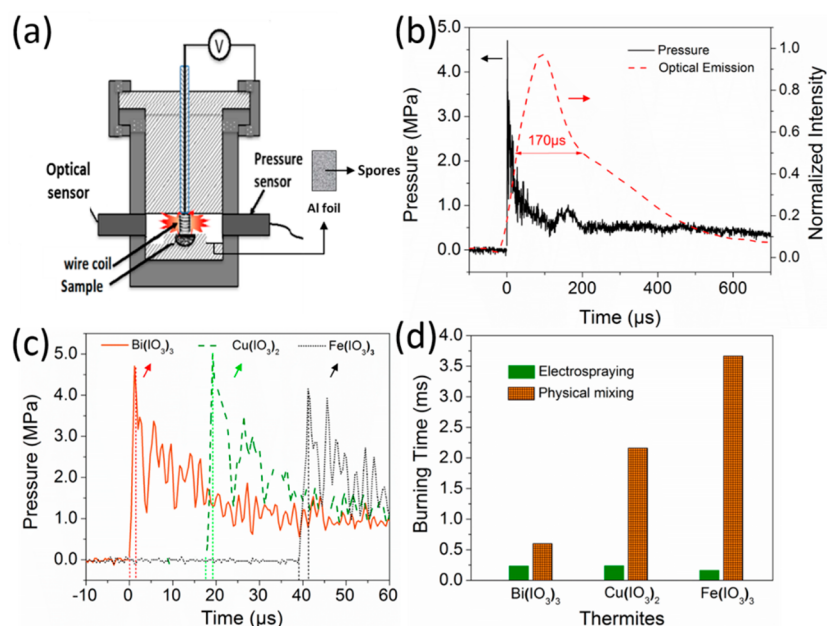 (a)
V
Optical
sensor
Pressure
sensor
Spores
Al foil
wire coil
Sample
(b)
5.0
4.0
3.0
2.0
1.0
0.0
Pressure (MPa)
Pressure
Optical Emission
170µs
1.0
0.8
0.6
0.4
0.2
0.0
Normalized Intensity
0 200 400 600
Time (µs)
(c)
Bi(IO₃)₃ Cu(IO₃)₂ Fe(IO₃)₃
5.0
4.0
3.0
2.0
1.0
0.0
Pressure (MPa)
-10 0 10 20 30 40 50 60
Time (µs)
(d)
4.0
3.5
3.0
2.5
2.0
1.5
1.0
0.5
0.0
Burning Time (ms)
Electrospraying
Physical mixing
Bi(IO₃)₃ Cu(IO₃)₂ Fe(IO₃)₃
Thermites